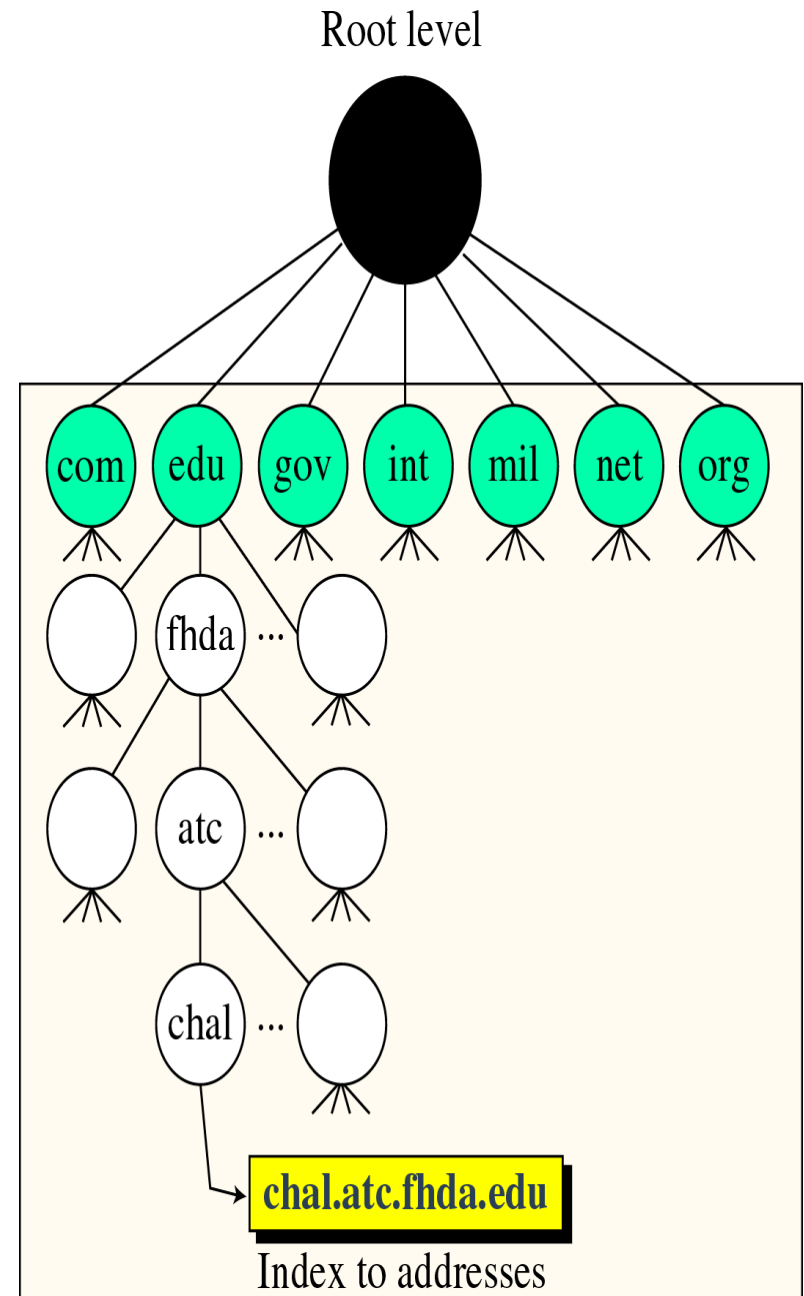 Root level
com edu gov int mil net org
fhda ...
atc ...
chal ...
chal.atc.fhda.edu
Index to addresses